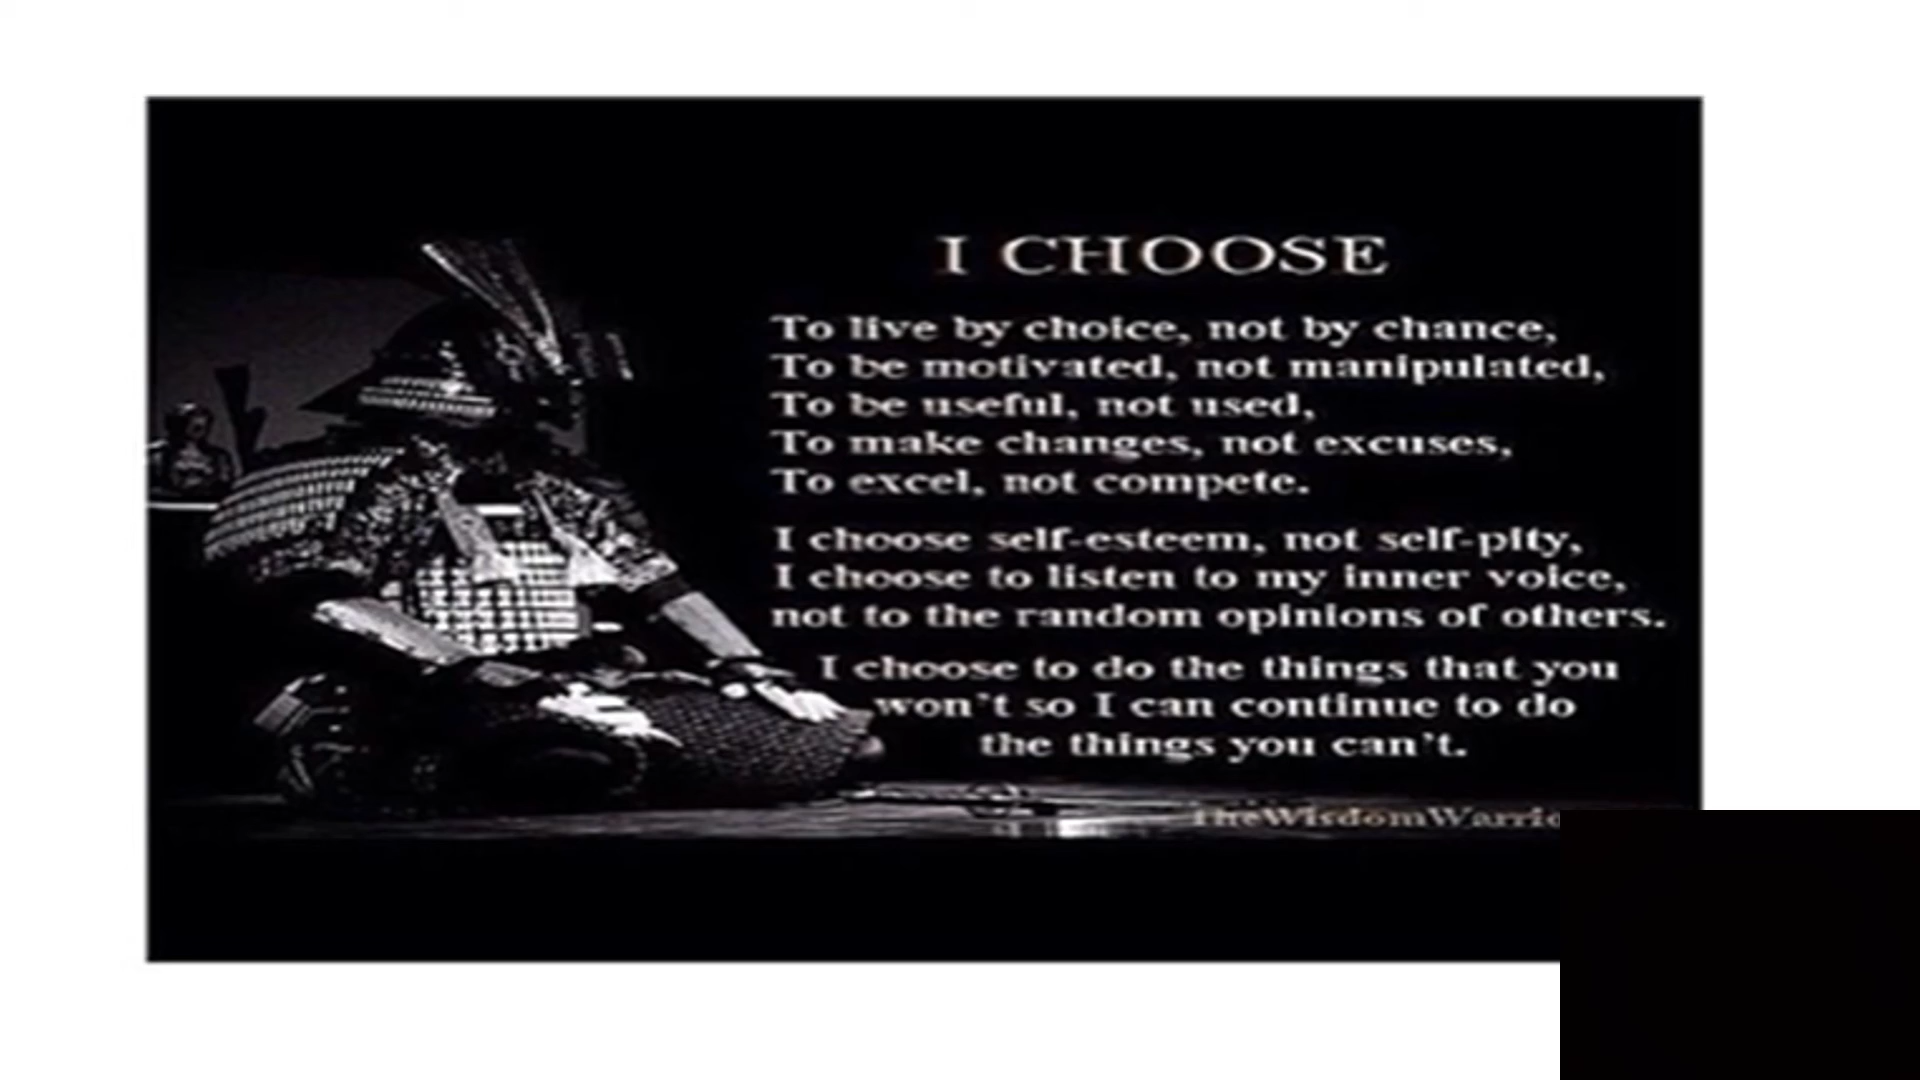 I CHOOSE
To live by choice, not by chance,
To be motivated, not manipulated,
To be useful, not used,
To make changes, not excuses,
To excel, not compete.
I choose self-esteem, not self-pity,
I choose to listen to my inner voice,
not to the random opinions of others.
I choose to do the things that you
won't so I can continue to do
the things you can't.